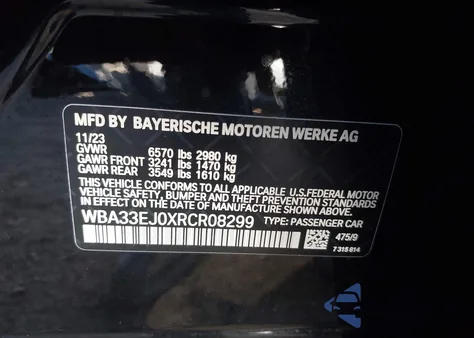 MFD BY BAYERISCHE MOTOREN WERKE AG
11/23
GVWR 6570 lbs 2980 kg
GAWR FRONT 3241 lbs 1470 kg
GAWR REAR 3549 lbs 1610 kg
THIS VEHICLE CONFORMS TO ALL APPLICABLE U.S. FEDERAL MOTOR
VEHICLE SAFETY, BUMPER AND THEFT PREVENTION STANDARDS
IN EFFECT ON THE DATE OF MANUFACTURE SHOWN ABOVE.
WBA33EJ0XRCR08299 TYPE: PASSENGER CAR
475/9
7 315 814